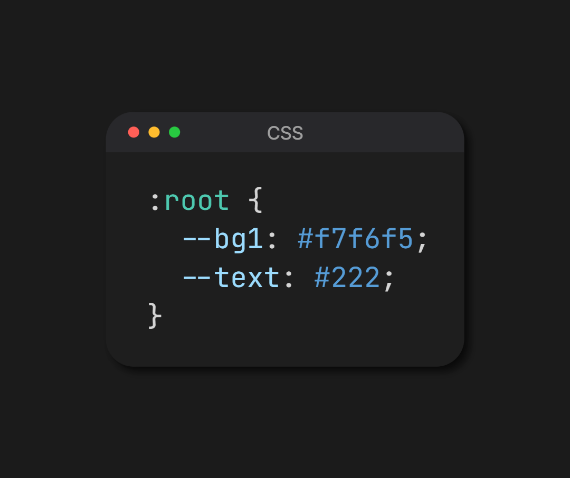 CSS
:root {
  --bg1: #f7f6f5;
  --text: #222;
}